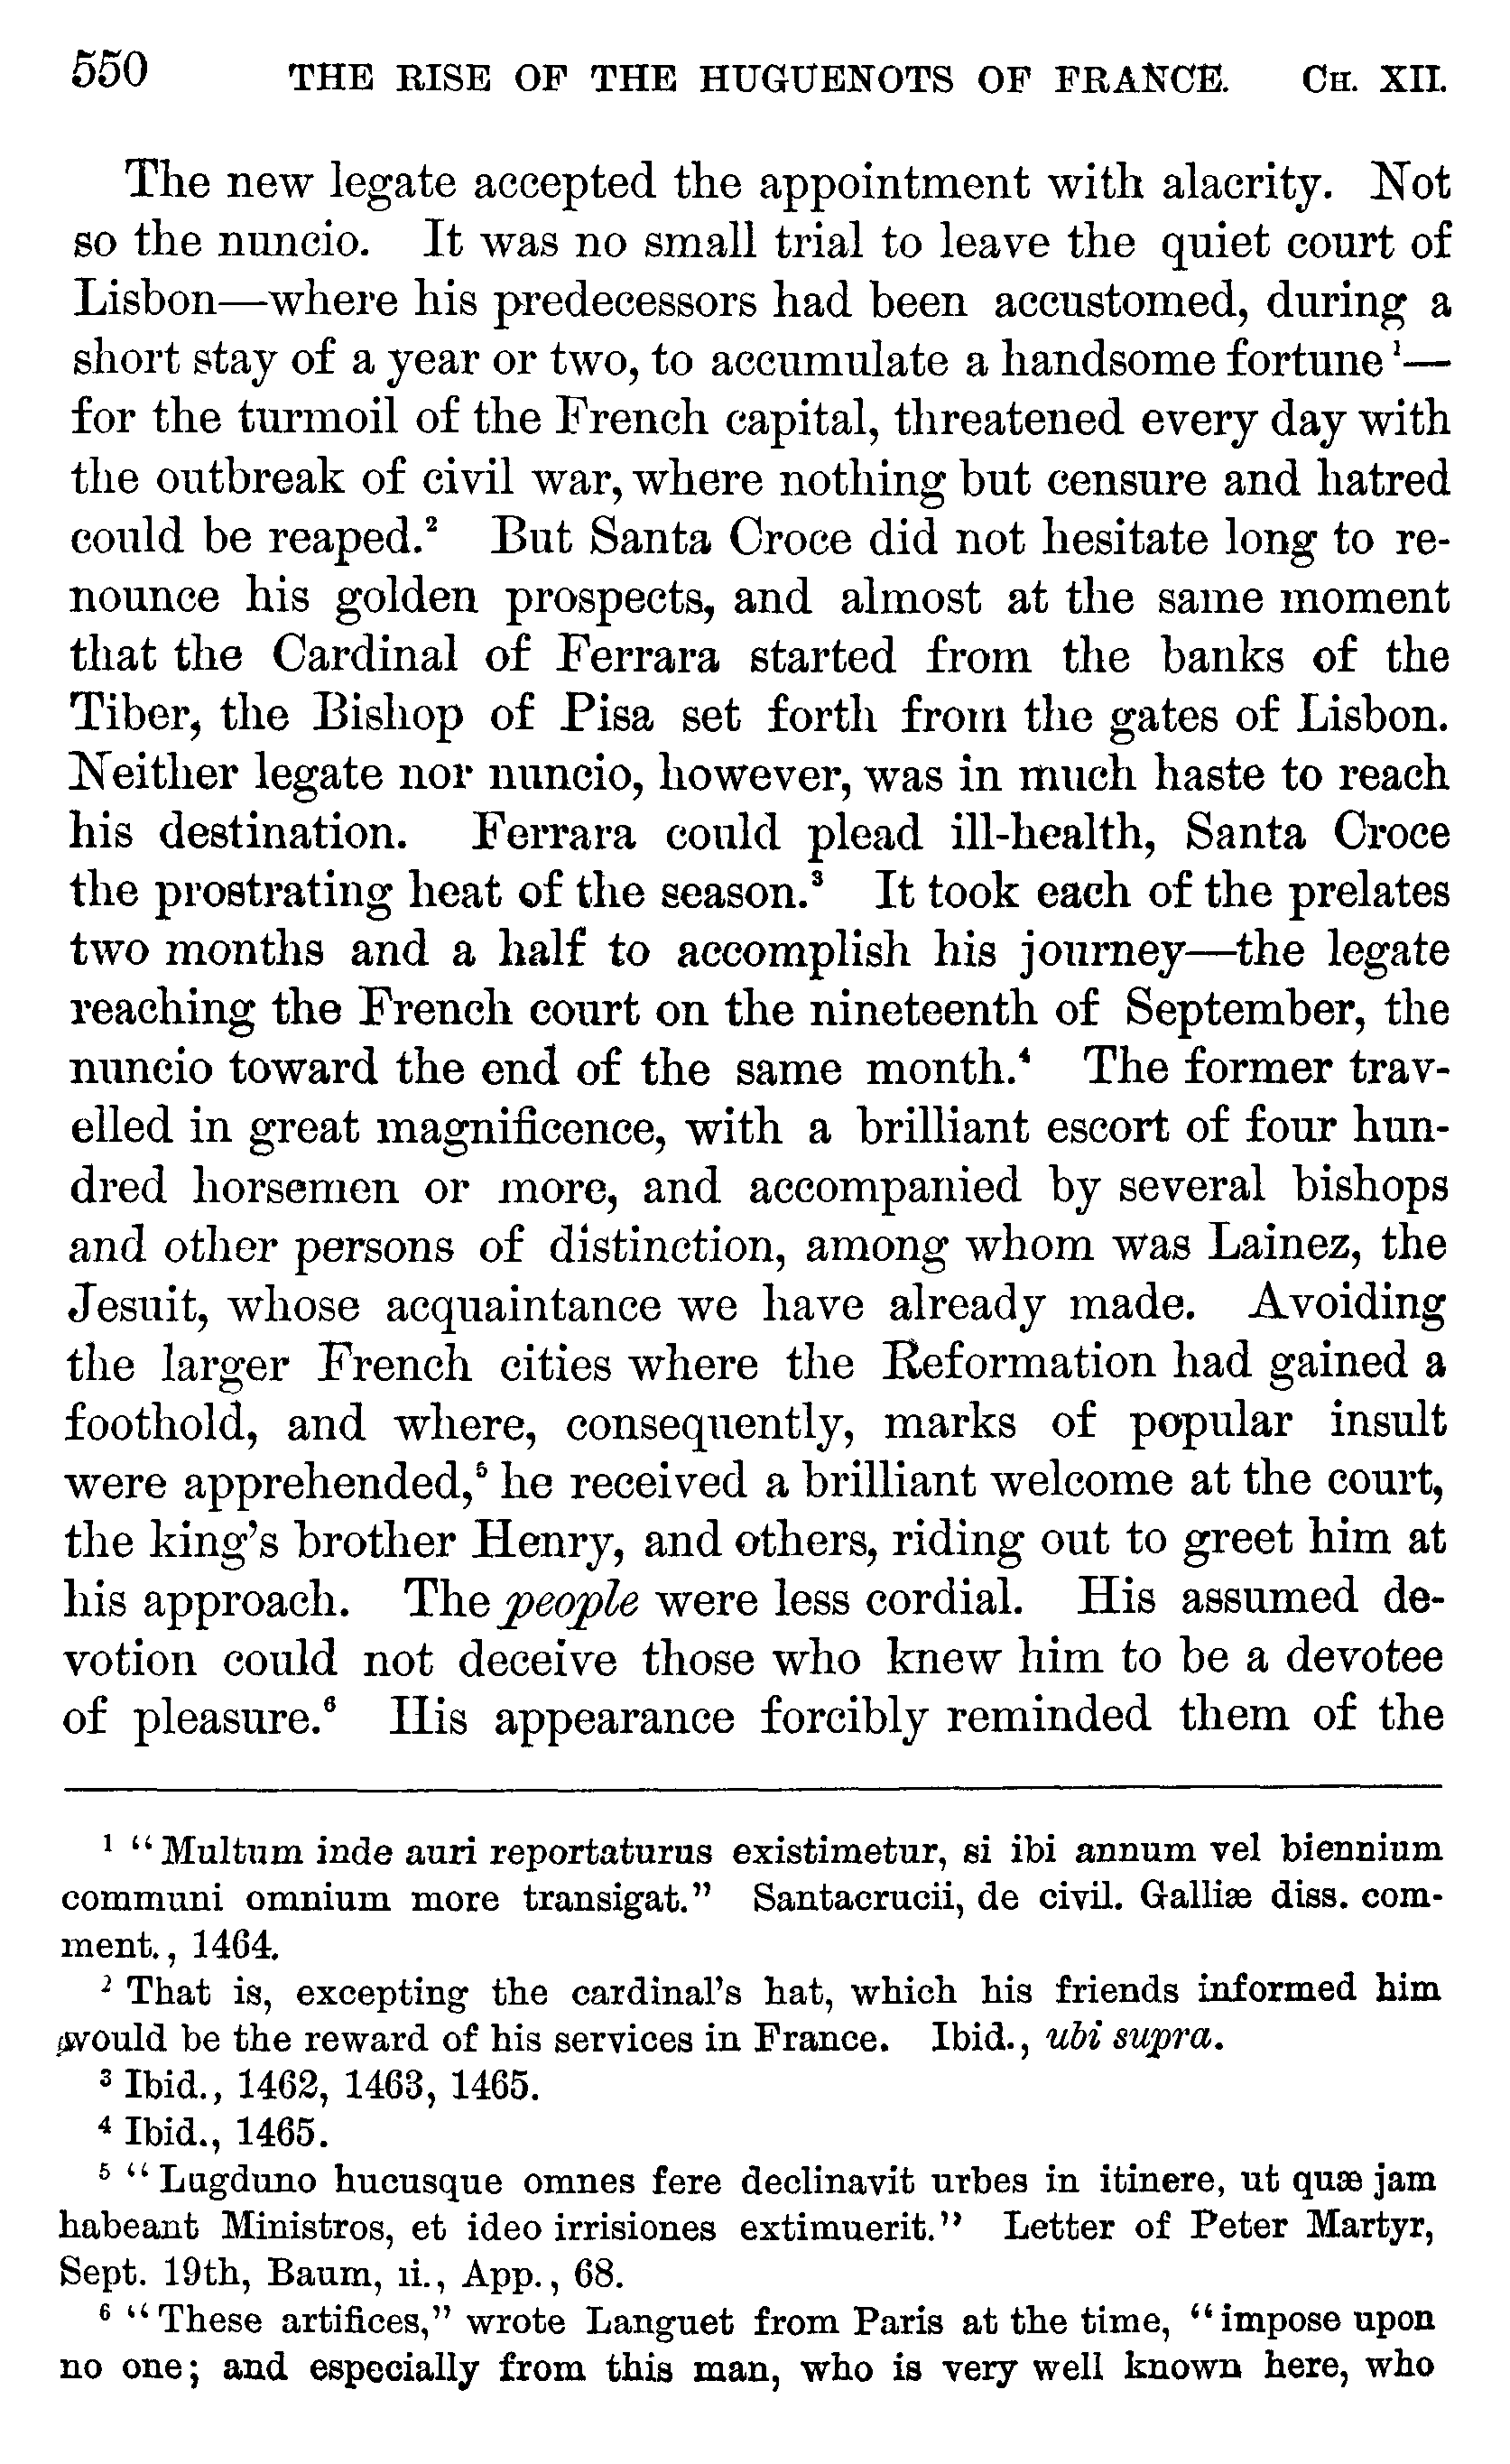 550 THE RISE OF THE HUGUENOTS OF FRANCE. CH. XII.
The new legate accepted the appointment with alacrity. Not
so the nuncio. It was no small trial to leave the quiet court of
Lisbon—where his predecessors had been accustomed, during a
short stay of a year or two, to accumulate a handsome fortune ¹—
for the turmoil of the French capital, threatened every day with
the outbreak of civil war, where nothing but censure and hatred
could be reaped.² But Santa Croce did not hesitate long to re-
nounce his golden prospects, and almost at the same moment
that the Cardinal of Ferrara started from the banks of the
Tiber, the Bishop of Pisa set forth from the gates of Lisbon.
Neither legate nor nuncio, however, was in much haste to reach
his destination. Ferrara could plead ill-health, Santa Croce
the prostrating heat of the season.³ It took each of the prelates
two months and a half to accomplish his journey—the legate
reaching the French court on the nineteenth of September, the
nuncio toward the end of the same month.⁴ The former trav-
elled in great magnificence, with a brilliant escort of four hun-
dred horsemen or more, and accompanied by several bishops
and other persons of distinction, among whom was Lainez, the
Jesuit, whose acquaintance we have already made. Avoiding
the larger French cities where the Reformation had gained a
foothold, and where, consequently, marks of popular insult
were apprehended,⁵ he received a brilliant welcome at the court,
the king's brother Henry, and others, riding out to greet him at
his approach. The people were less cordial. His assumed de-
votion could not deceive those who knew him to be a devotee
of pleasure.⁶ His appearance forcibly reminded them of the
¹ "Multum inde auri reportaturus existimetur, si ibi annum vel biennium
communi omnium more transigat." Santacrucii, de civil. Galliæ diss. com-
ment., 1464.
² That is, excepting the cardinal's hat, which his friends informed him
would be the reward of his services in France. Ibid., ubi supra.
³ Ibid., 1462, 1463, 1465.
⁴ Ibid., 1465.
⁵ "Lugduno hucusque omnes fere declinavit urbes in itinere, ut quæ jam
habeant Ministros, et ideo irrisiones extimuerit." Letter of Peter Martyr,
Sept. 19th, Baum, ii., App., 68.
⁶ "These artifices," wrote Languet from Paris at the time, "impose upon
no one; and especially from this man, who is very well known here, who